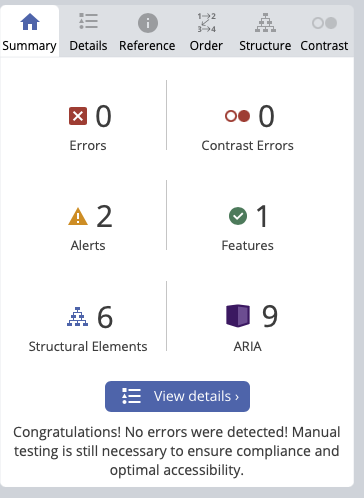 Summary Details Reference Order Structure Contrast
1→2
3→4
0 0
Errors Contrast Errors
2 1
Alerts Features
6 9
Structural Elements ARIA
View details ›
Congratulations! No errors were detected! Manual
testing is still necessary to ensure compliance and
optimal accessibility.